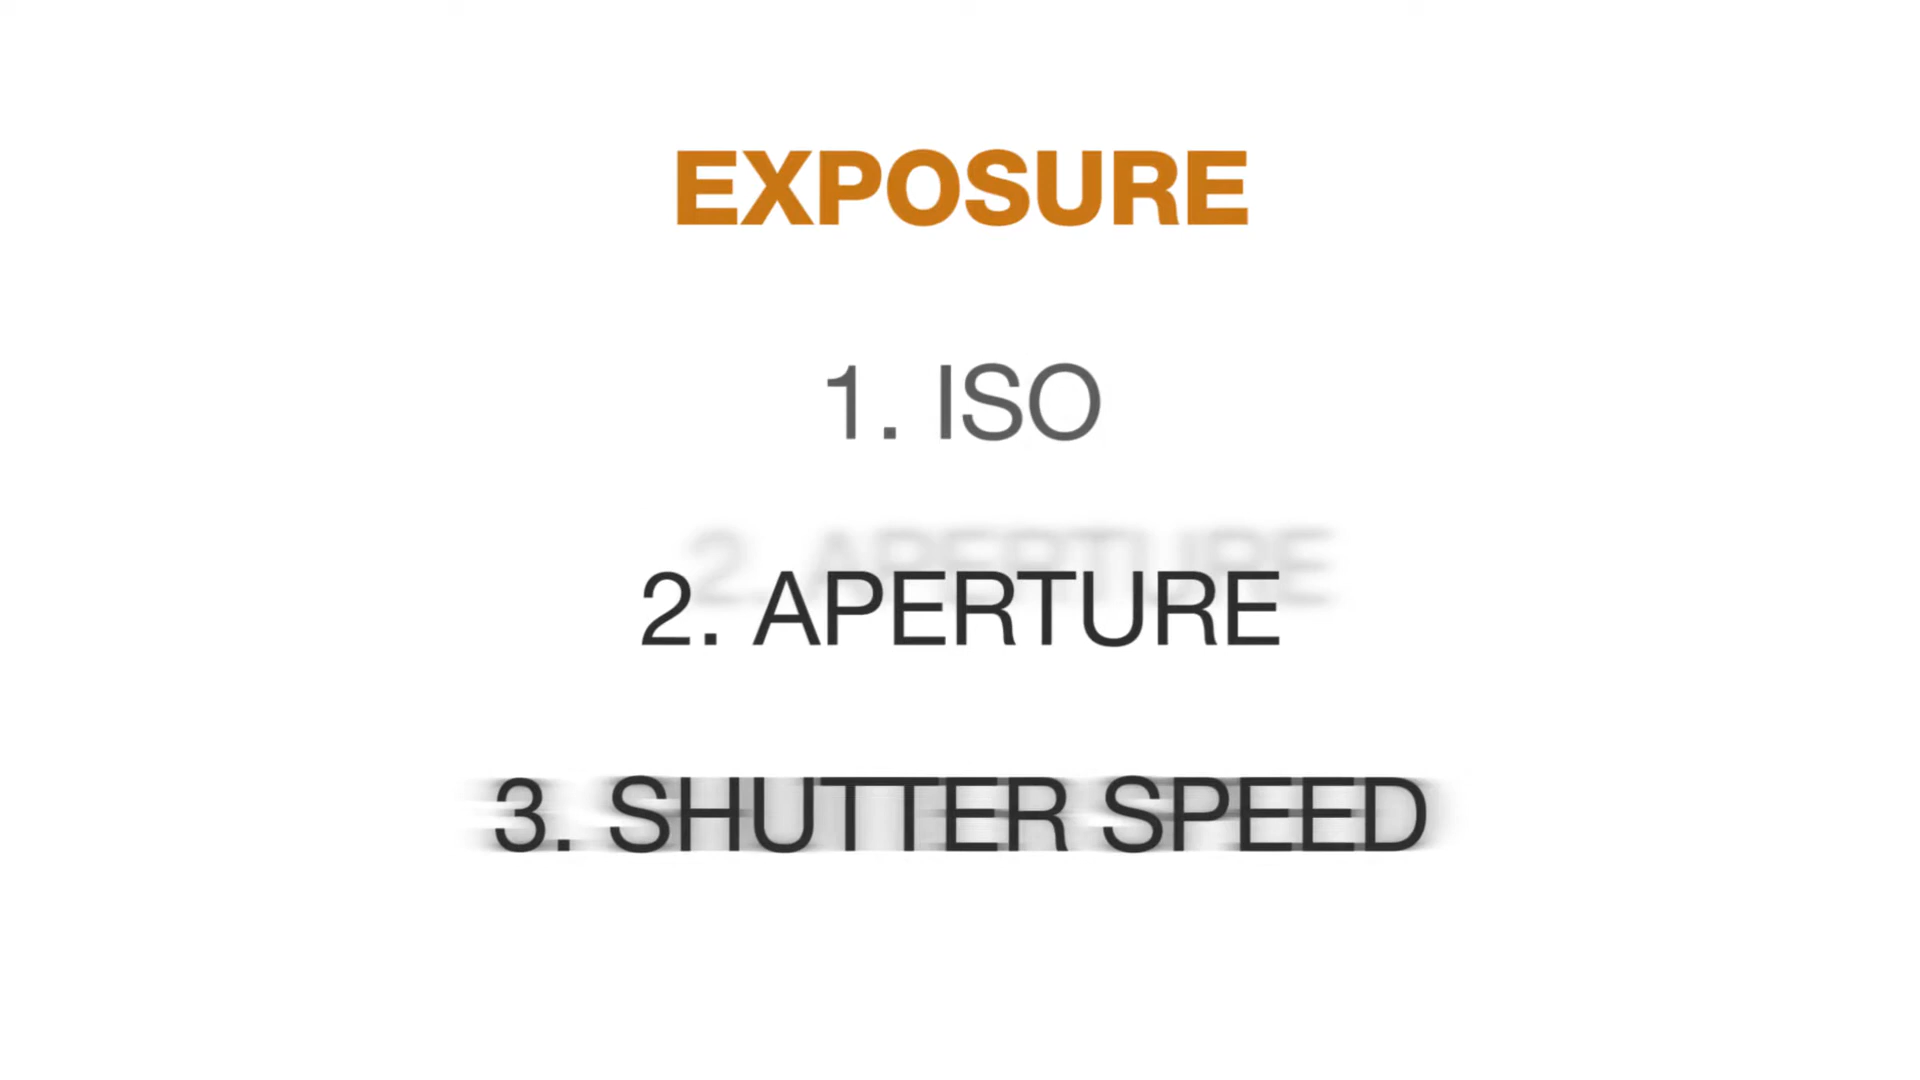 EXPOSURE
1. ISO
2. APERTURE
3. SHUTTER SPEED